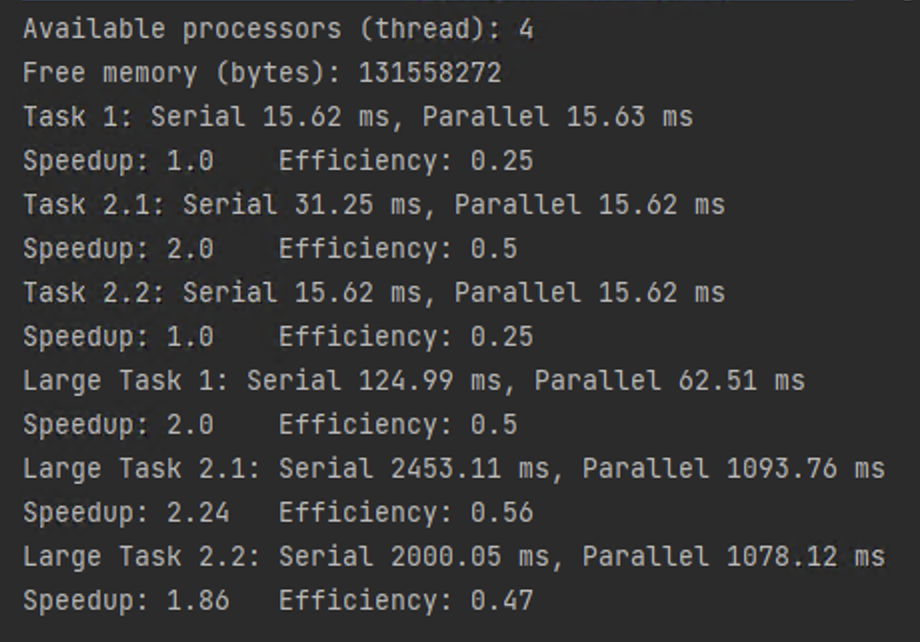 Available processors (thread): 4
Free memory (bytes): 131558272
Task 1: Serial 15.62 ms, Parallel 15.63 ms
Speedup: 1.0    Efficiency: 0.25
Task 2.1: Serial 31.25 ms, Parallel 15.62 ms
Speedup: 2.0    Efficiency: 0.5
Task 2.2: Serial 15.62 ms, Parallel 15.62 ms
Speedup: 1.0    Efficiency: 0.25
Large Task 1: Serial 124.99 ms, Parallel 62.51 ms
Speedup: 2.0    Efficiency: 0.5
Large Task 2.1: Serial 2453.11 ms, Parallel 1093.76 ms
Speedup: 2.24   Efficiency: 0.56
Large Task 2.2: Serial 2000.05 ms, Parallel 1078.12 ms
Speedup: 1.86   Efficiency: 0.47